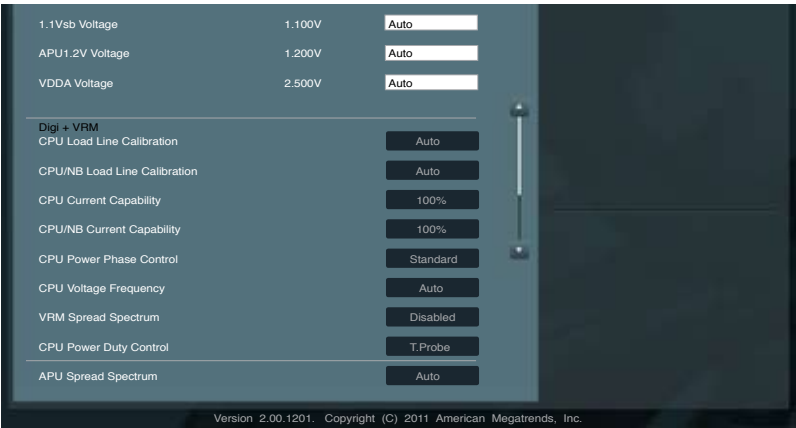 1.1Vsb Voltage 1.100V Auto
APU1.2V Voltage 1.200V Auto
VDDA Voltage 2.500V Auto
Digi + VRM
CPU Load Line Calibration Auto
CPU/NB Load Line Calibration Auto
CPU Current Capability 100%
CPU/NB Current Capability 100%
CPU Power Phase Control Standard
CPU Voltage Frequency Auto
VRM Spread Spectrum Disabled
CPU Power Duty Control T.Probe
APU Spread Spectrum Auto
Version 2.00.1201. Copyright (C) 2011 American Megatrends, Inc.